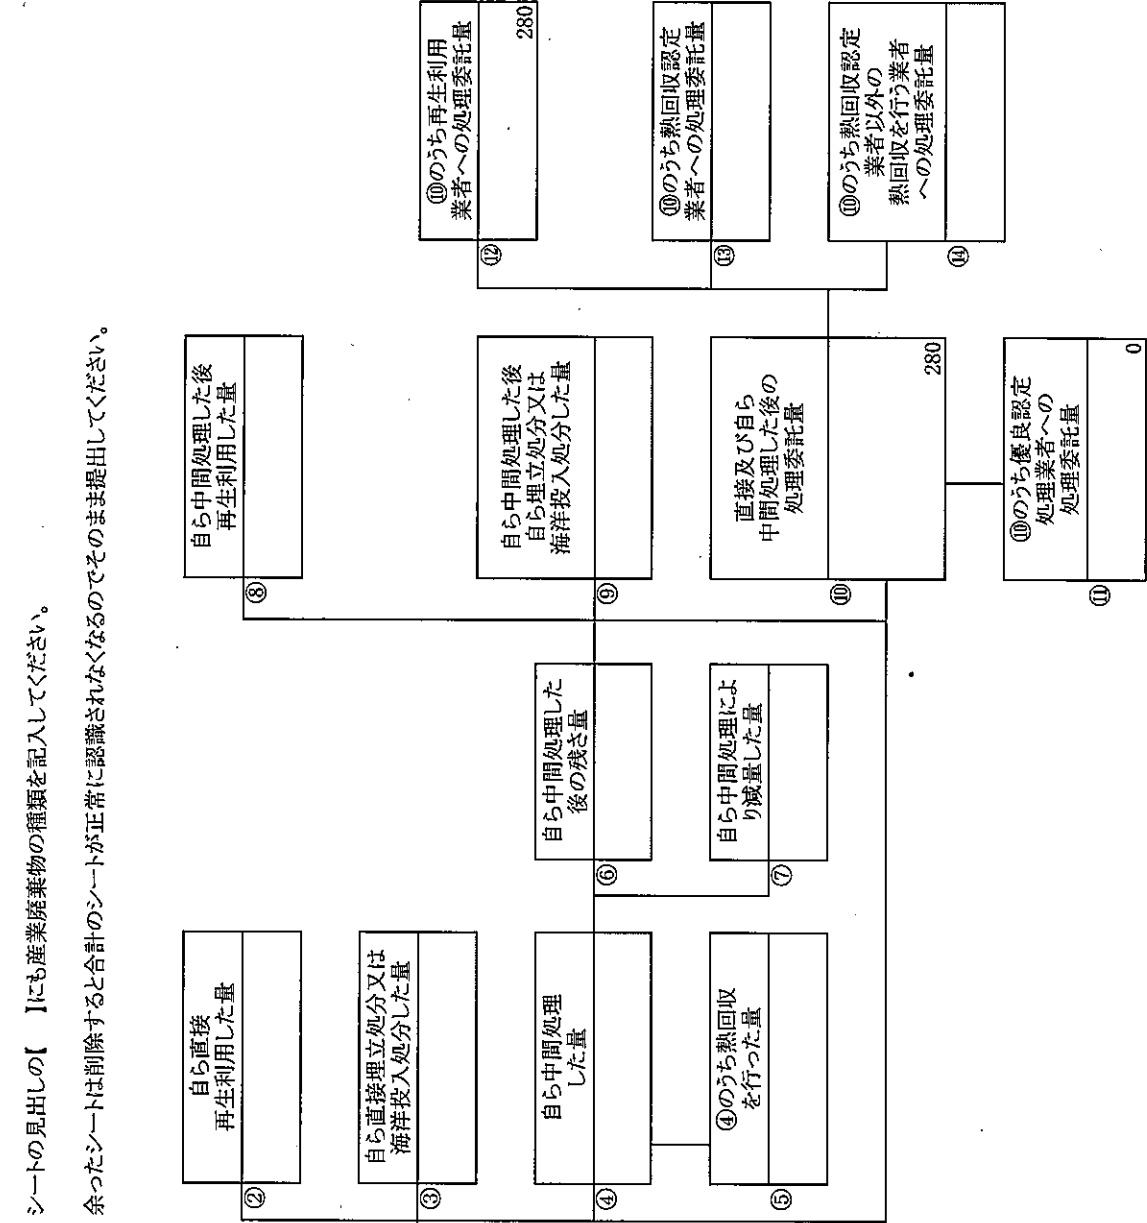 シートの見出しの【　】にも産業廃棄物の種類を記入してください。
余ったシートは削除すると合計のシートが正常に認識されなくなるのでそのまま提出してください。
②
自ら直接
再生利用した量
③
自ら直接埋立処分又は
海洋投入処分した量
④
自ら中間処理
した量
⑤
④のうち熱回収
を行った量
⑥
自ら中間処理した
後の残さ量
⑦
自ら中間処理によ
り減量した量
⑧
自ら中間処理した後
再生利用した量
⑨
自ら中間処理した後
自ら埋立処分又は
海洋投入処分した量
⑩
直接及び自ら
中間処理した後の
処理委託量
280
⑪
⑩のうち優良認定
処理業者への
処理委託量
0
⑫
⑩のうち再生利用
業者への処理委託量
280
⑬
⑩のうち熱回収認定
業者への処理委託量
⑭
⑩のうち熱回収認定
業者以外の
熱回収を行う業者
への処理委託量